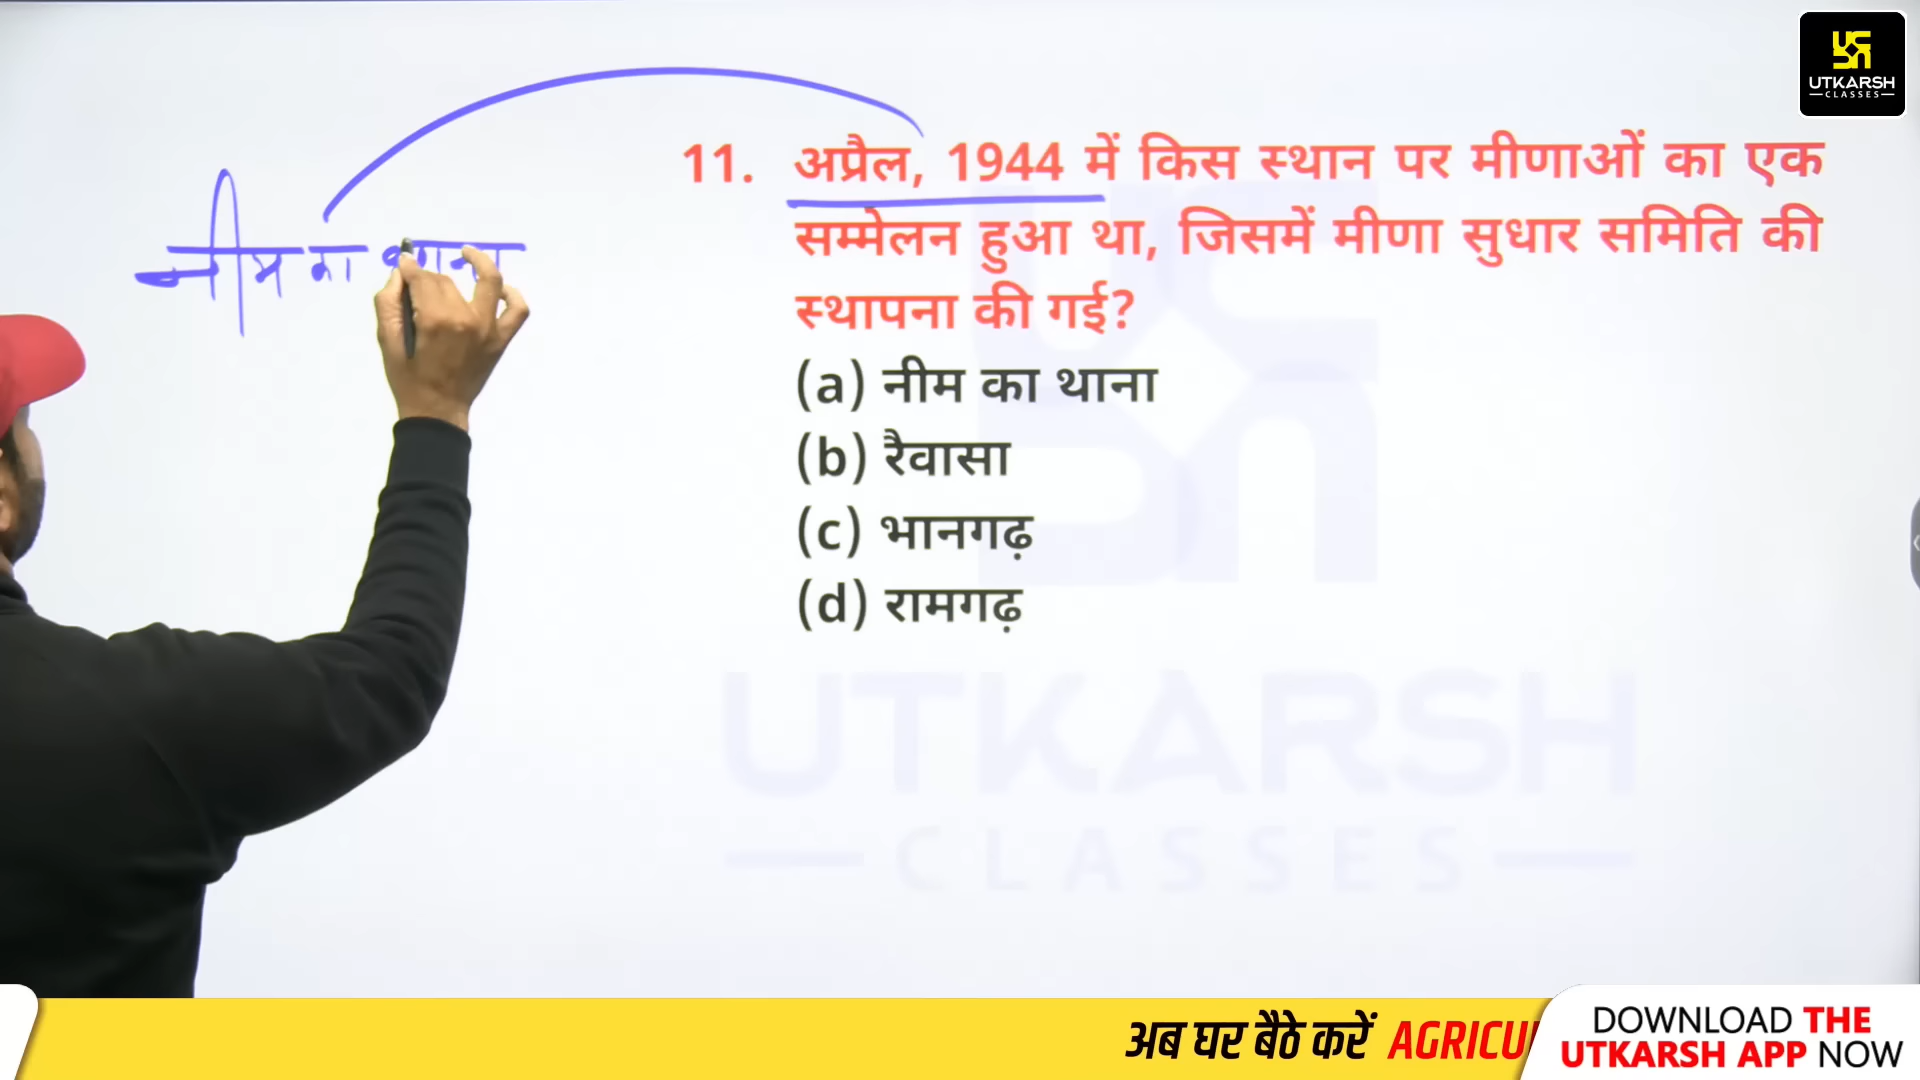 UTKARSH
CLASSES
नीम का थाना
11. अप्रैल, 1944 में किस स्थान पर मीणाओं का एक
सम्मेलन हुआ था, जिसमें मीणा सुधार समिति की
स्थापना की गई?
(a) नीम का थाना
(b) रैवासा
(c) भानगढ़
(d) रामगढ़
UTKARSH
CLASSES
अब घर बैठे करें AGRICU
DOWNLOAD THE
UTKARSH APP NOW